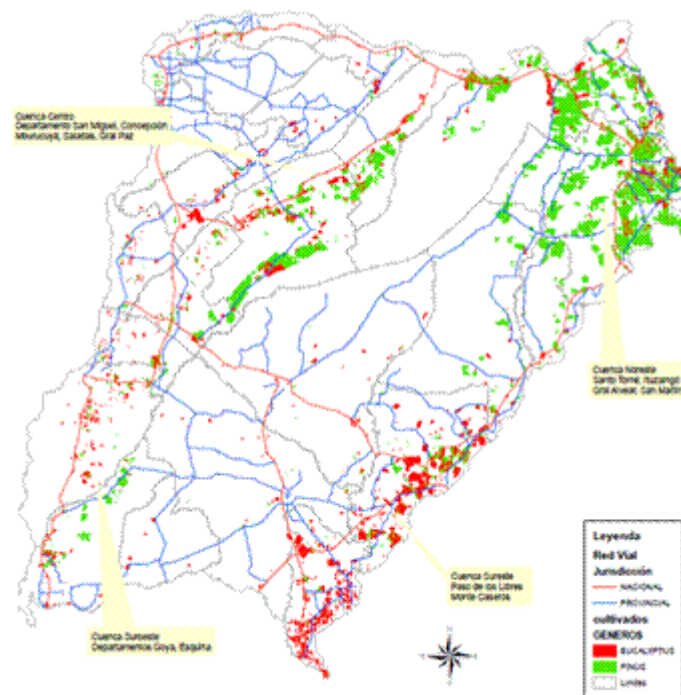 Cuenca Centro
Departamento San Miguel, Concepción
Mburucuyá, Saladas, Gral Paz
Cuenca Noreste
Santo Tomé, Ituzaingó
Gral Alvear, San Martín
Cuenca Sureste
Paso de los Libres
Monte Caseros
Cuenca Suroeste
Departamentos Goya, Esquina
Leyenda
Red Vial
Jurisdicción
NACIONAL
PROVINCIAL
cultivados
GENEROS
EUCALYPTUS
PINOS
Limites